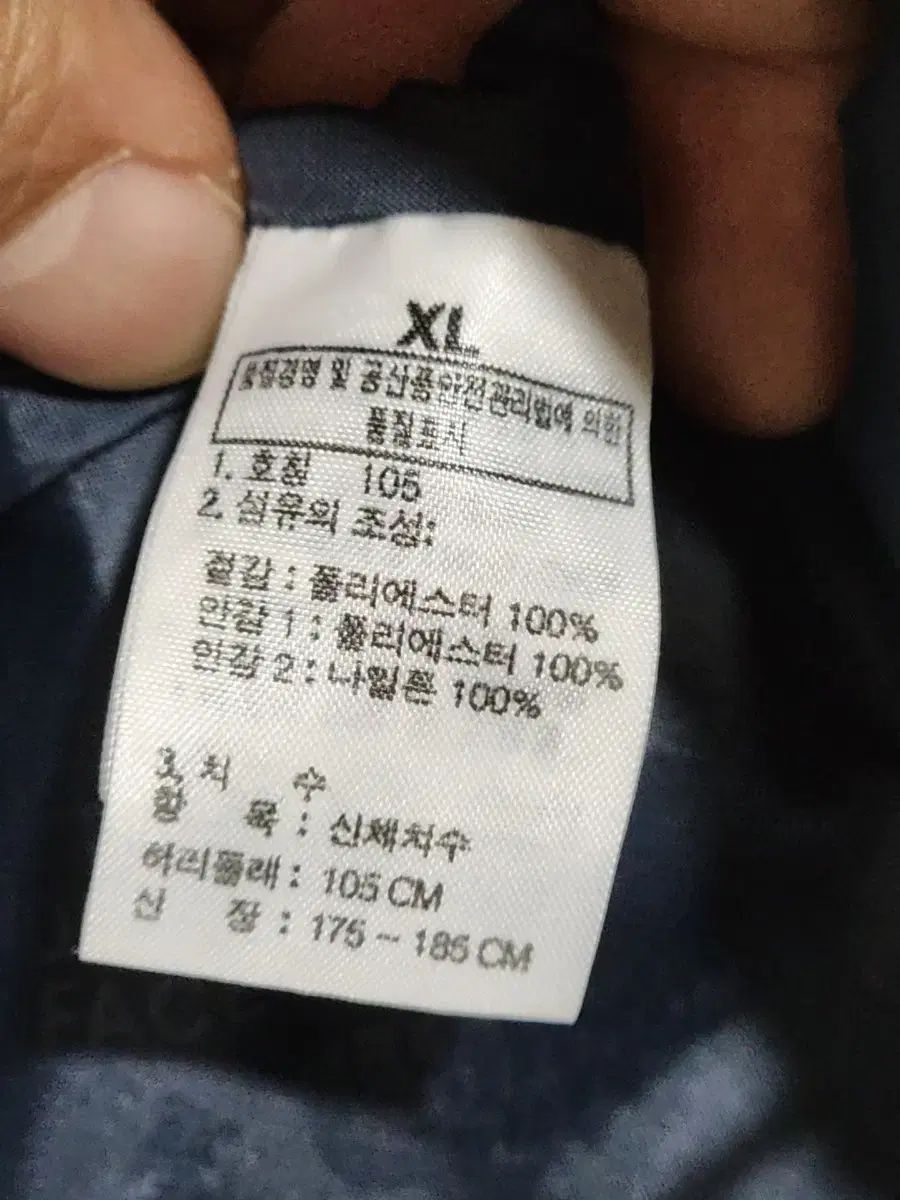 XL
품질경영 및 공산품안전관리법에 의한
품질표시
1. 호칭 105
2. 섬유의 조성:
겉감 : 폴리에스터 100%
안감 1 : 폴리에스터 100%
안감 2 : 나일론 100%
3. 치 수
항 목 : 신체치수
허리둘레 : 105 CM
신 장 : 175 ~ 185 CM